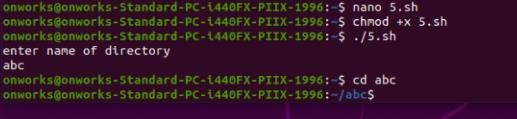 onworks@onworks-Standard-PC-i440FX-PIIX-1996:~$ nano 5.sh
onworks@onworks-Standard-PC-i440FX-PIIX-1996:~$ chmod +x 5.sh
onworks@onworks-Standard-PC-i440FX-PIIX-1996:~$ ./5.sh
enter name of directory
abc
onworks@onworks-Standard-PC-i440FX-PIIX-1996:~$ cd abc
onworks@onworks-Standard-PC-i440FX-PIIX-1996:~/abc$